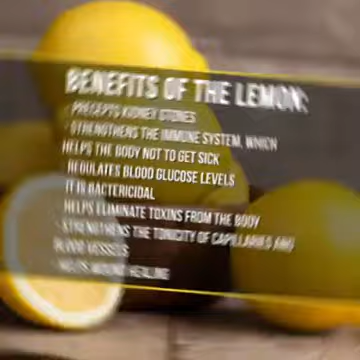 BENEFITS OF THE LEMON:
- PRECEPTS KIDNEY STONES
- STRENGTHENS THE IMMUNE SYSTEM, WHICH
HELPS THE BODY NOT TO GET SICK
REGULATES BLOOD GLUCOSE LEVELS
IT IS BACTERICIDAL
HELPS ELIMINATE TOXINS FROM THE BODY
- STRENGTHENS THE TONICITY OF CAPILLARIES AND
BLOOD VESSELS
WOUND HEALING